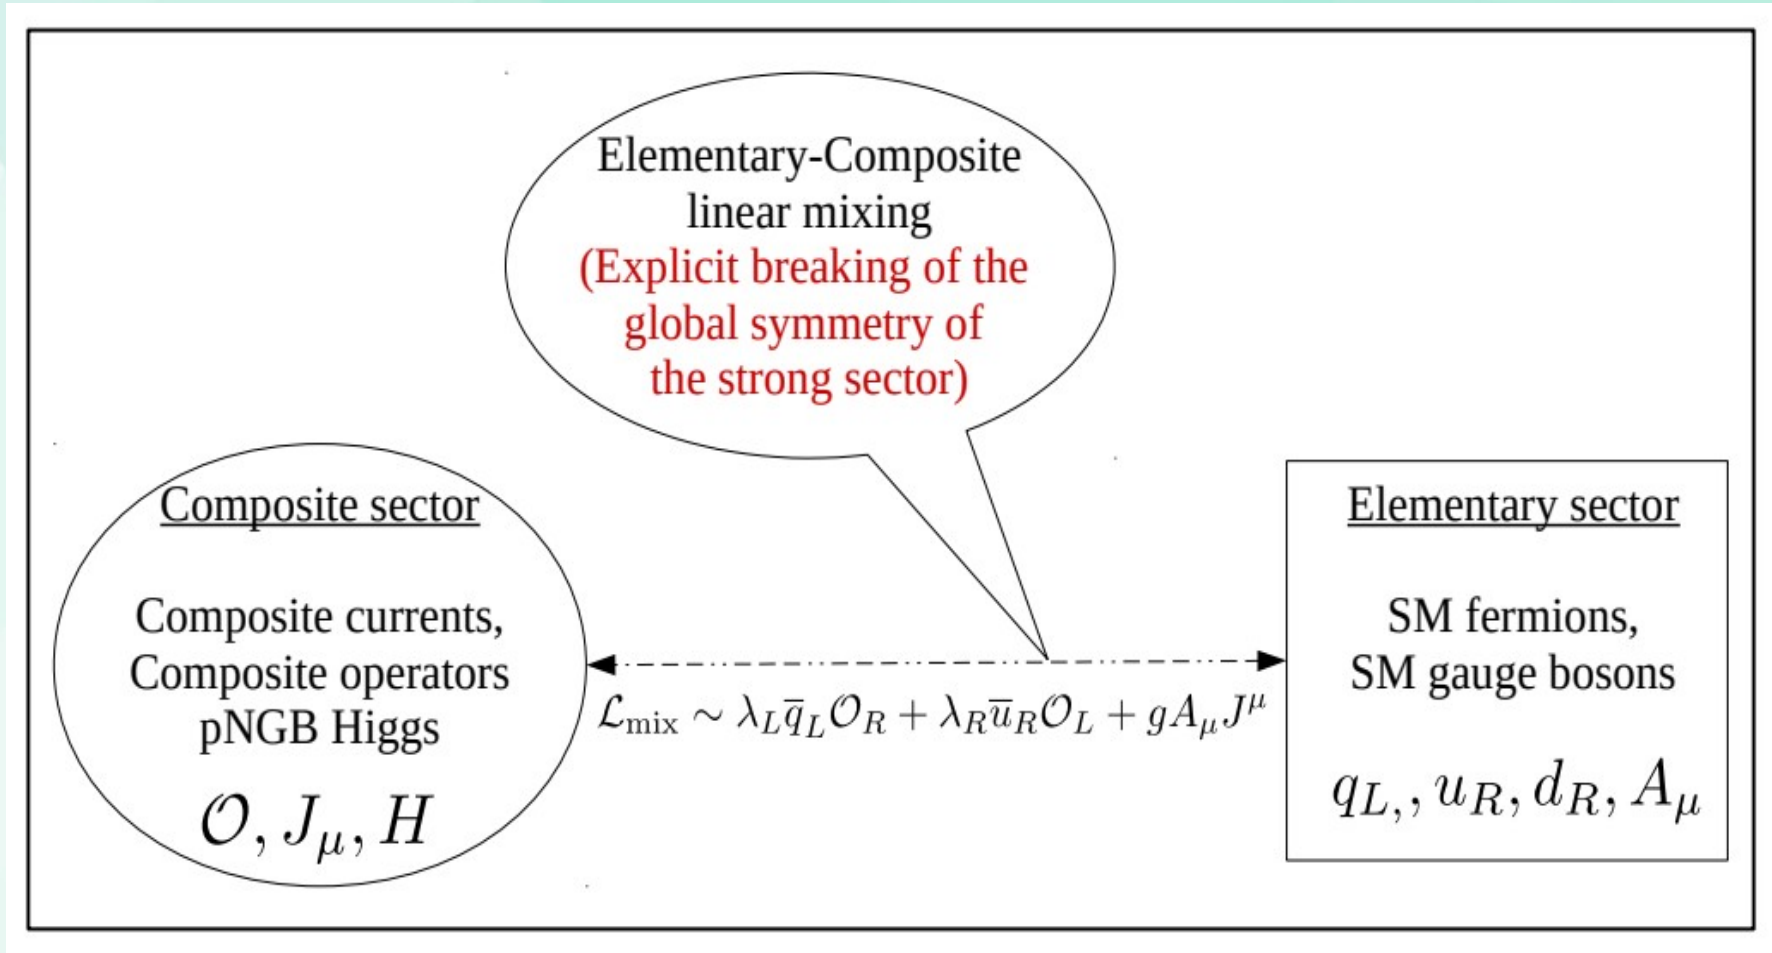 Elementary-Composite
linear mixing
(Explicit breaking of the
global symmetry of
the strong sector)
Composite sector
Composite currents,
Composite operators
pNGB Higgs
𝒪, J_μ, H
ℒ_mix ∼ λ_L q̅_L 𝒪_R + λ_R u̅_R 𝒪_L + g A_μ J^μ
Elementary sector
SM fermions,
SM gauge bosons
q_{L,}, u_R, d_R, A_μ